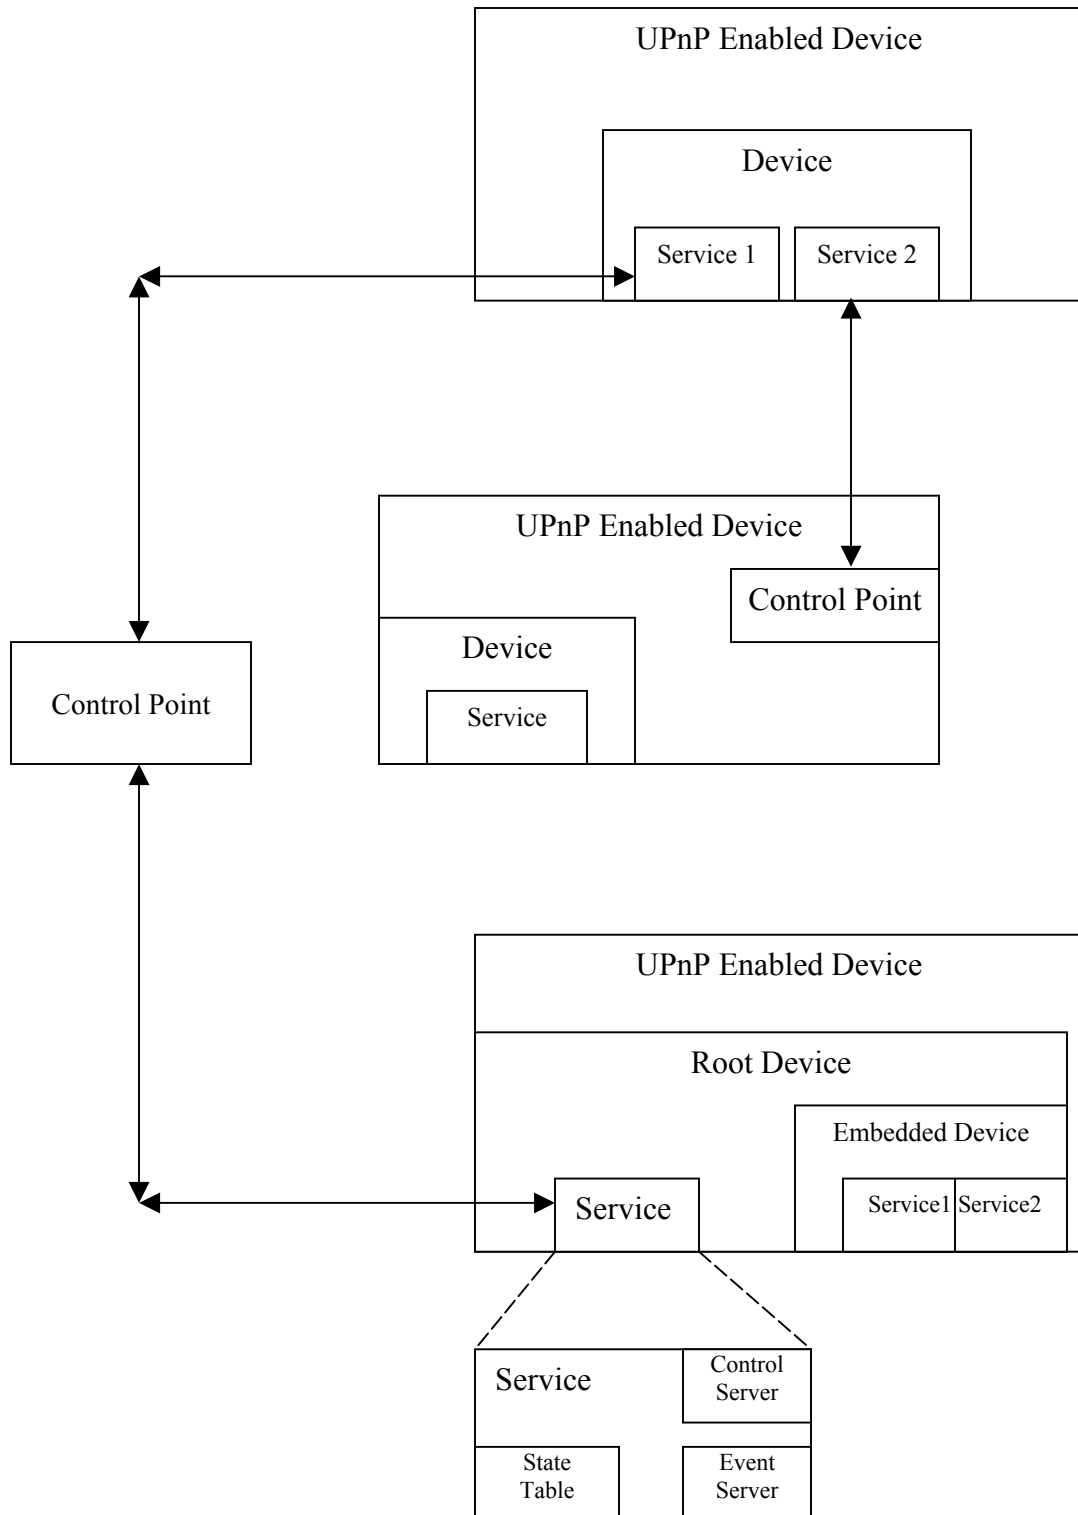 UPnP Enabled Device
Device
Service 1
Service 2
UPnP Enabled Device
Control Point
Device
Service
Control Point
UPnP Enabled Device
Root Device
Embedded Device
Service
Service1
Service2
Service
Control
Server
State
Table
Event
Server